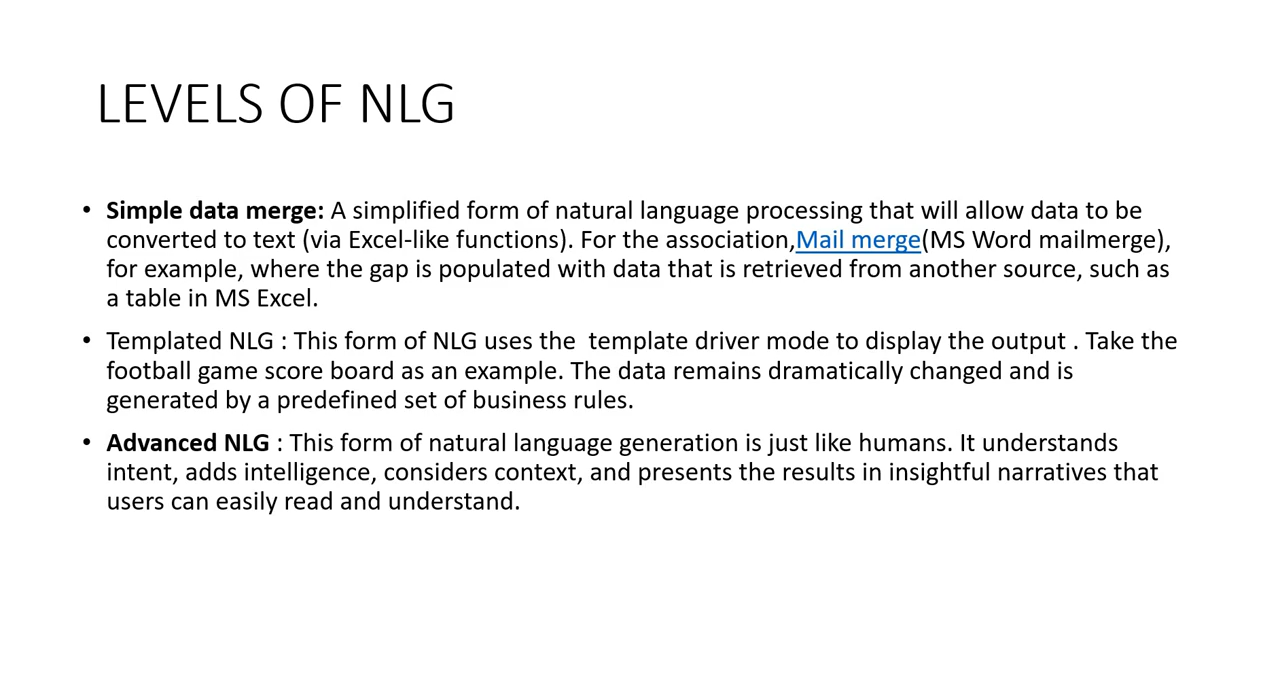 LEVELS OF NLG
• Simple data merge: A simplified form of natural language processing that will allow data to be
converted to text (via Excel-like functions). For the association,Mail merge(MS Word mailmerge),
for example, where the gap is populated with data that is retrieved from another source, such as
a table in MS Excel.
• Templated NLG : This form of NLG uses the  template driver mode to display the output . Take the
football game score board as an example. The data remains dramatically changed and is
generated by a predefined set of business rules.
• Advanced NLG : This form of natural language generation is just like humans. It understands
intent, adds intelligence, considers context, and presents the results in insightful narratives that
users can easily read and understand.